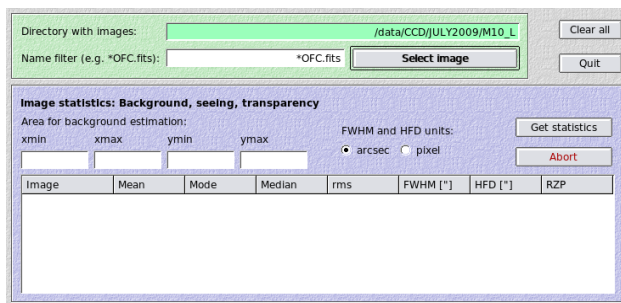 Directory with images: /data/CCD/JULY2009/M10_L Clear all
Name filter (e.g. *OFC.fits): *OFC.fits Select image Quit
Image statistics: Background, seeing, transparency
Area for background estimation: FWHM and HFD units: Get statistics
xmin xmax ymin ymax
arcsec pixel Abort
Image Mean Mode Median rms FWHM ["] HFD ["] RZP